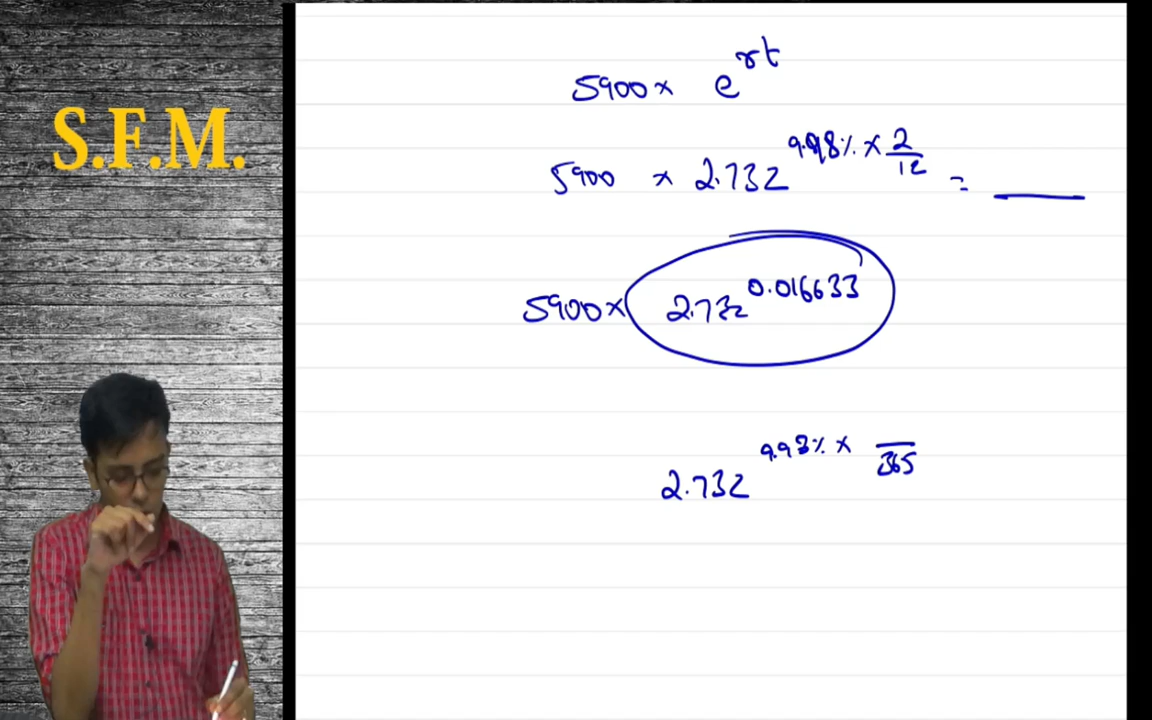 S.F.M.
5900 x e^rt
5900 x 2.732^9.98% x 2/12 = ____
5900 x 2.732^0.016633
2.732^9.98% x /365